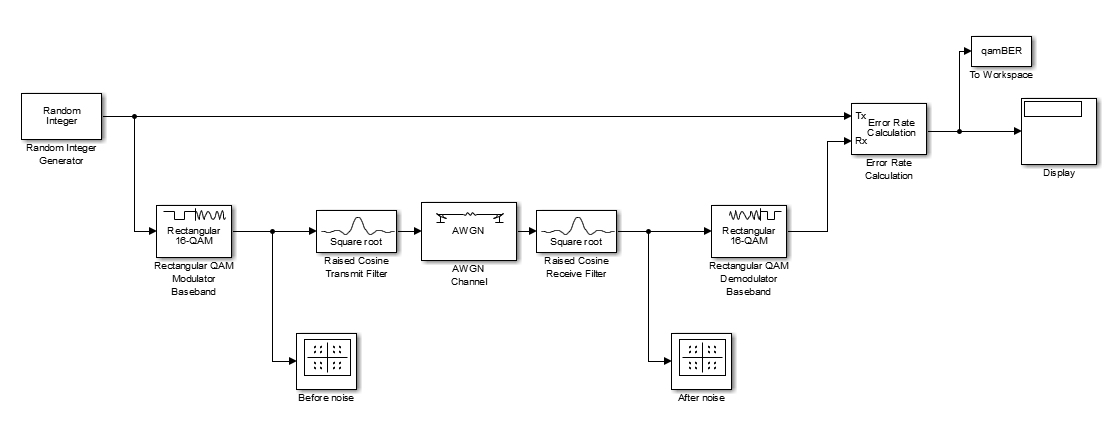 qamBER
To Workspace
Random
Integer
Random Integer
Generator
Tx
Rx
Error Rate
Calculation
Error Rate
Calculation
Display
Rectangular
16-QAM
Rectangular QAM
Modulator
Baseband
Square root
Raised Cosine
Transmit Filter
AWGN
AWGN
Channel
Square root
Raised Cosine
Receive Filter
Rectangular
16-QAM
Rectangular QAM
Demodulator
Baseband
Before noise
After noise